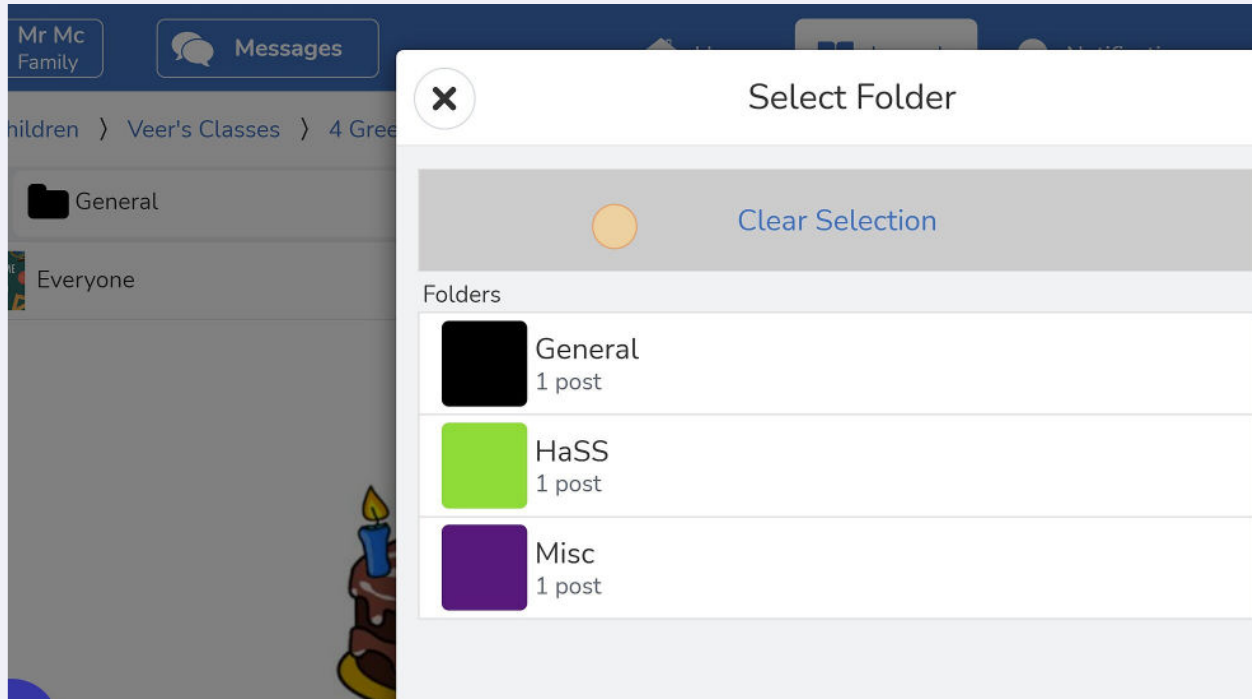 Mr Mc
Family
Messages
Select Folder
hildren 〉 Veer's Classes 〉 4 Gree
General
Clear Selection
Everyone
Folders
General
1 post
HaSS
1 post
Misc
1 post